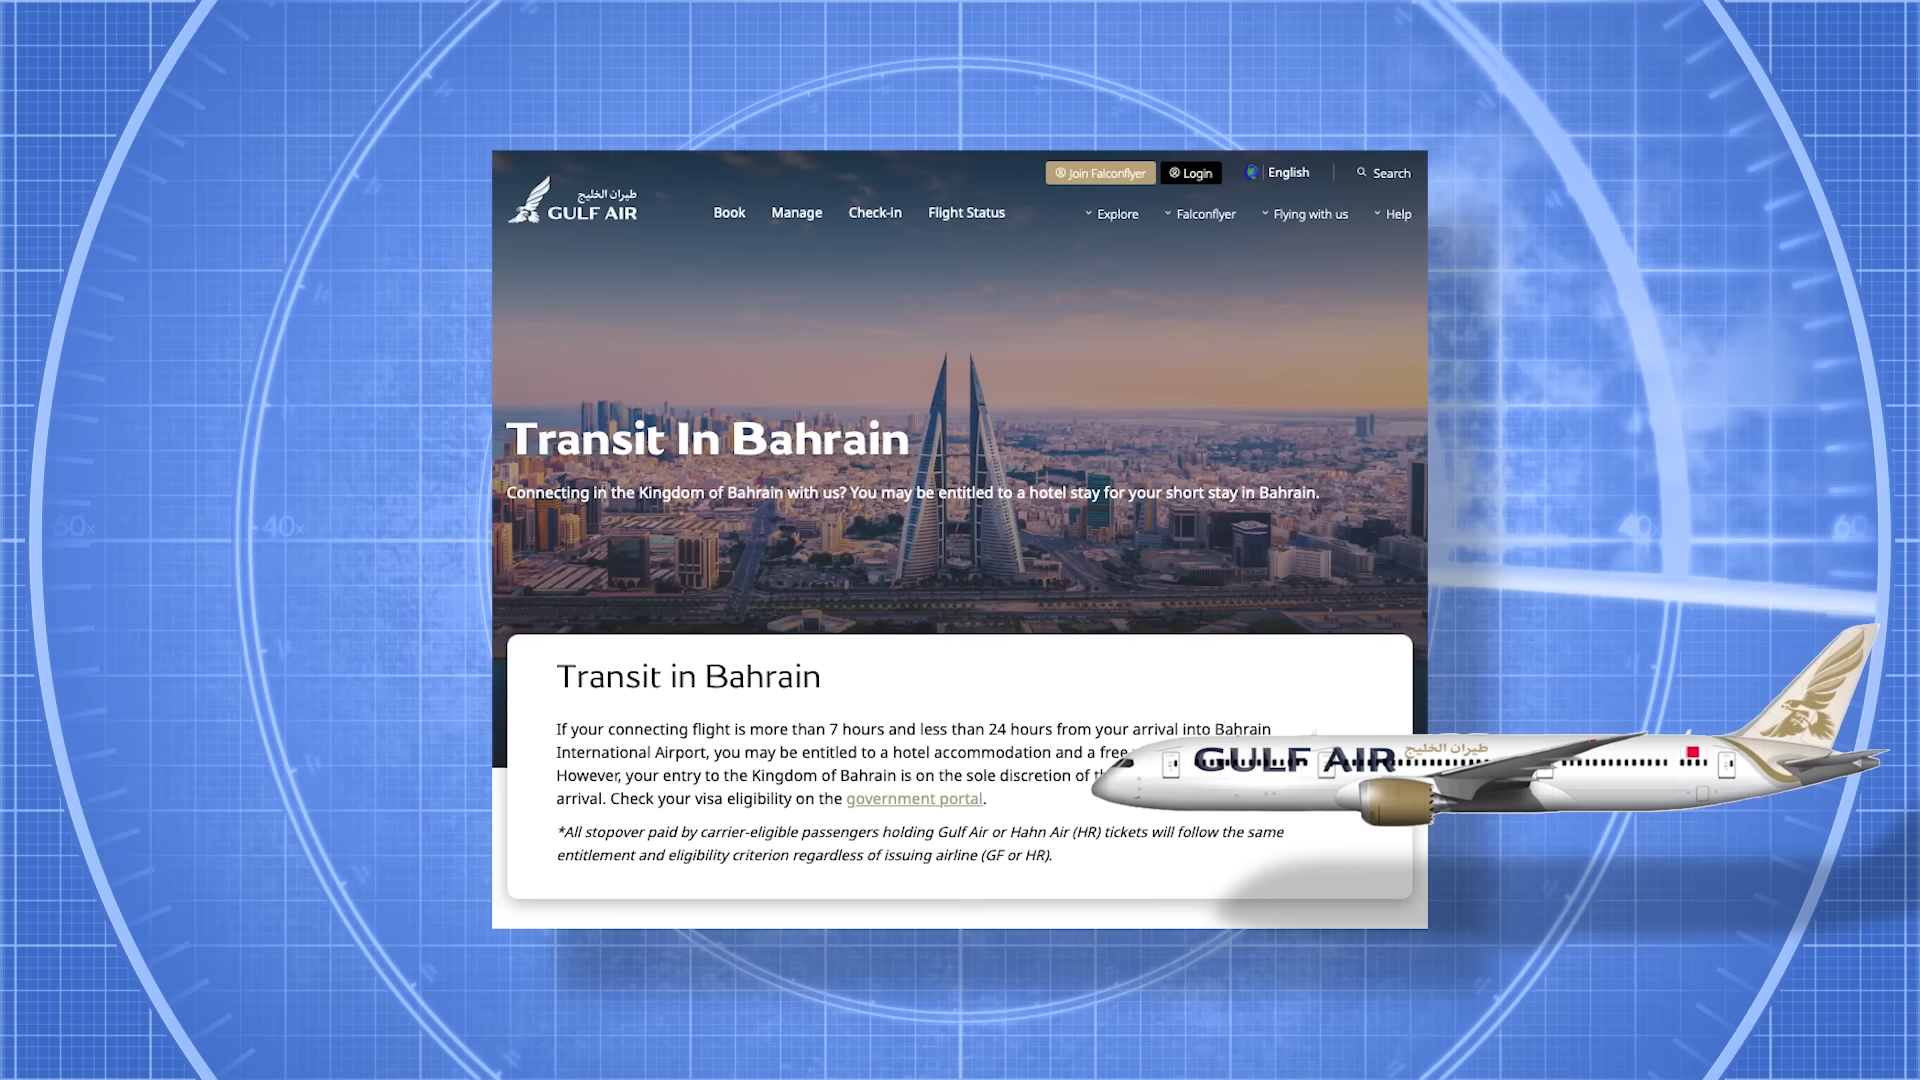 Join Falconflyer
Login
English
Search
طيران الخليج
GULF AIR
Book
Manage
Check-in
Flight Status
Explore
Falconflyer
Flying with us
Help
Transit In Bahrain
Connecting in the Kingdom of Bahrain with us? You may be entitled to a hotel stay for your short stay in Bahrain.
60x
40x
40
60
Transit in Bahrain
If your connecting flight is more than 7 hours and less than 24 hours from your arrival into Bahrain
International Airport, you may be entitled to a hotel accommodation and a free
However, your entry to the Kingdom of Bahrain is on the sole discretion of
arrival. Check your visa eligibility on the government portal.
GULF AIR
طيران الخليج
*All stopover paid by carrier-eligible passengers holding Gulf Air or Hahn Air (HR) tickets will follow the same
entitlement and eligibility criterion regardless of issuing airline (GF or HR).